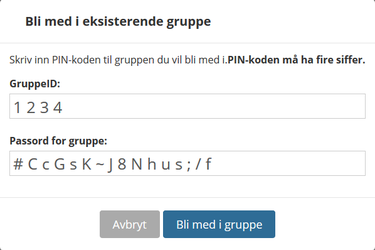 Bli med i eksisterende gruppe
Skriv inn PIN-koden til gruppen du vil bli med i.PIN-koden må ha fire siffer.
GruppeID:
1 2 3 4
Passord for gruppe:
# C c G s K ~ J 8 N h u s ; / f
Avbryt
Bli med i gruppe